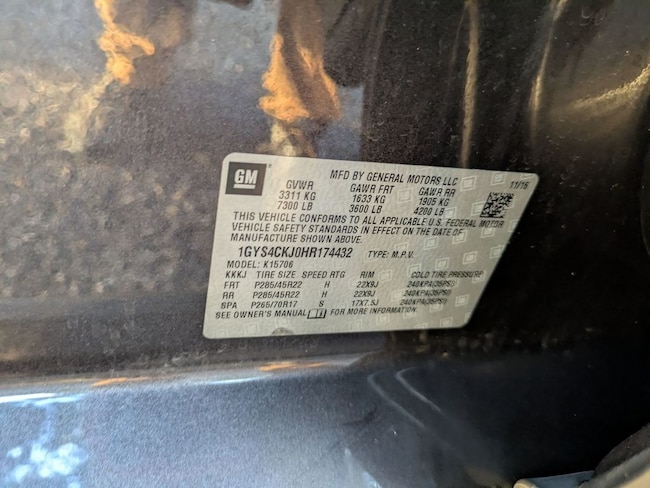 GM
MFD BY GENERAL MOTORS LLC 11/16
GVWR GAWR FRT GAWR RR
3311 KG 1633 KG 1905 KG
7300 LB 3600 LB 4200 LB
THIS VEHICLE CONFORMS TO ALL APPLICABLE U.S. FEDERAL MOTOR
VEHICLE SAFETY STANDARDS IN EFFECT ON THE DATE OF
MANUFACTURE SHOWN ABOVE.
1GYS4CKJ0HR174432 TYPE: M.P.V.
MODEL: K15706
KKKJ TIRE SIZE SPEED RTG RIM COLD TIRE PRESSURE
FRT P285/45R22 H 22X9J 240KPA(35PSI)
RR P285/45R22 H 22X9J 240KPA(35PSI)
SPA P265/70R17 S 17X7.5J 240KPA(35PSI)
SEE OWNER'S MANUAL FOR MORE INFORMATION.